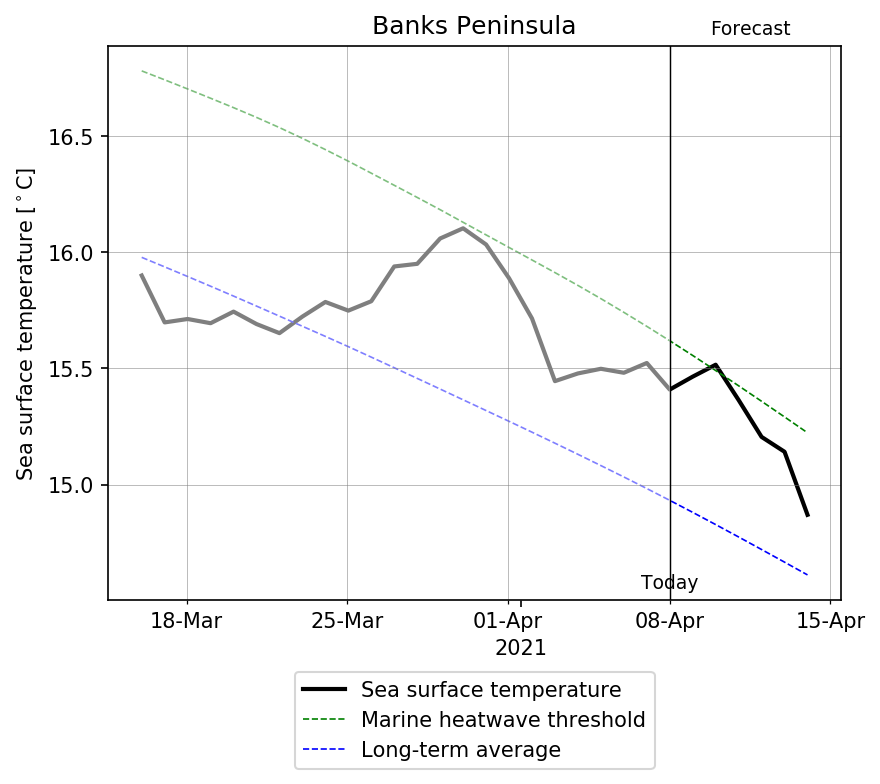 Banks Peninsula
Forecast
Sea surface temperature [°C]
16.5
16.0
15.5
15.0
Today
18-Mar 25-Mar 01-Apr 08-Apr 15-Apr
2021
Sea surface temperature
Marine heatwave threshold
Long-term average